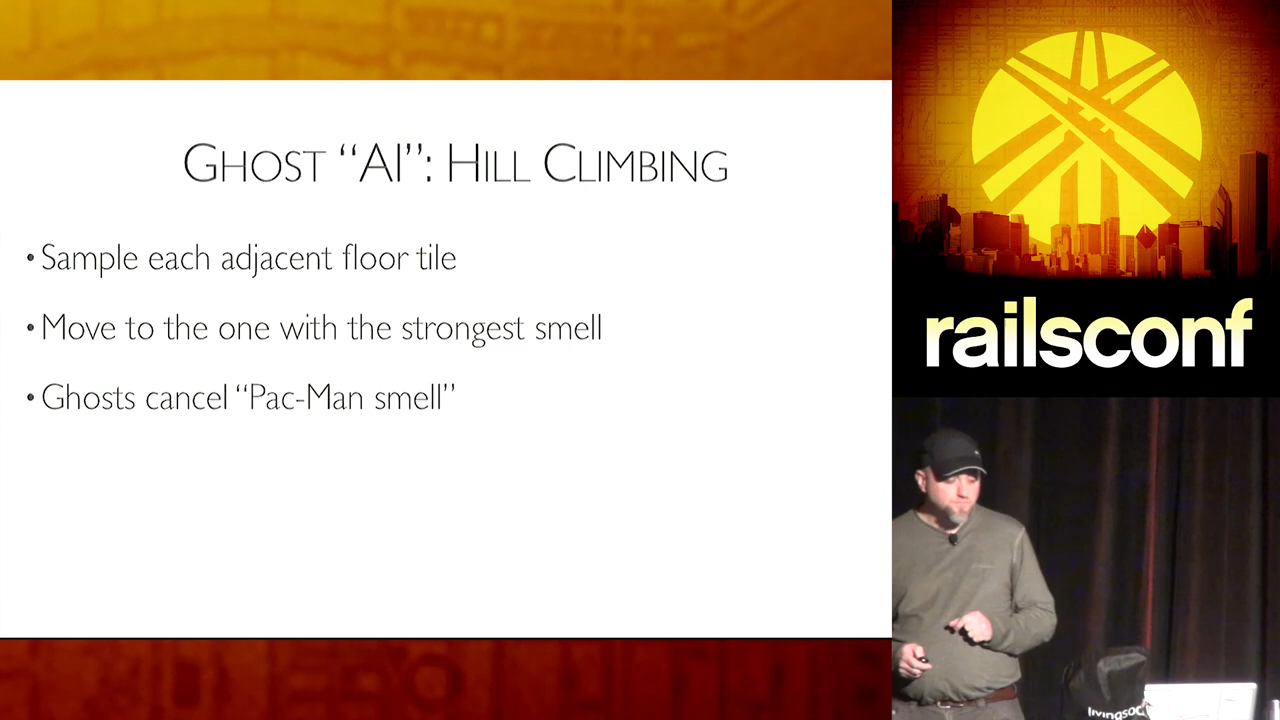 GHOST “AI”: HILL CLIMBING
• Sample each adjacent floor tile
• Move to the one with the strongest smell
• Ghosts cancel “Pac-Man smell”
railsconf
livingsoc